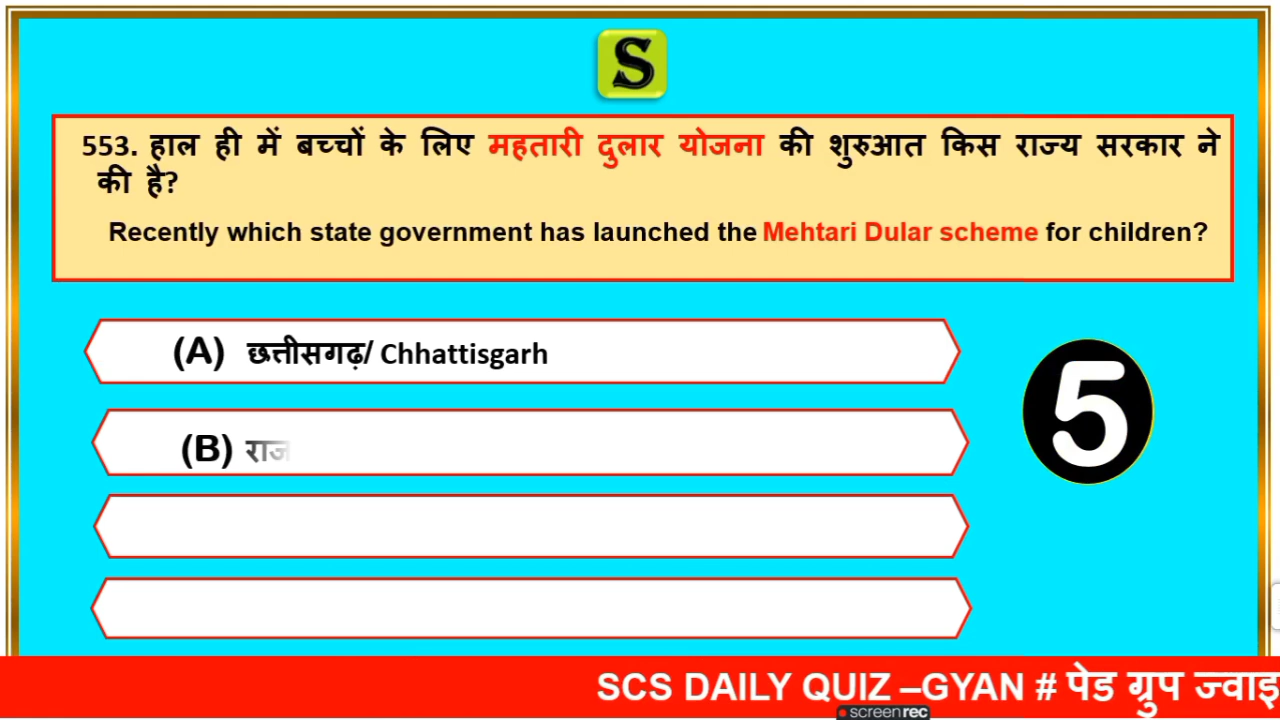 S
553. हाल ही में बच्चों के लिए महतारी दुलार योजना की शुरुआत किस राज्य सरकार ने
की है?
Recently which state government has launched the Mehtari Dular scheme for children?
(A) छत्तीसगढ़/ Chhattisgarh
5
(B) राज
SCS DAILY QUIZ –GYAN # पेड ग्रुप ज्वाइ
screenrec